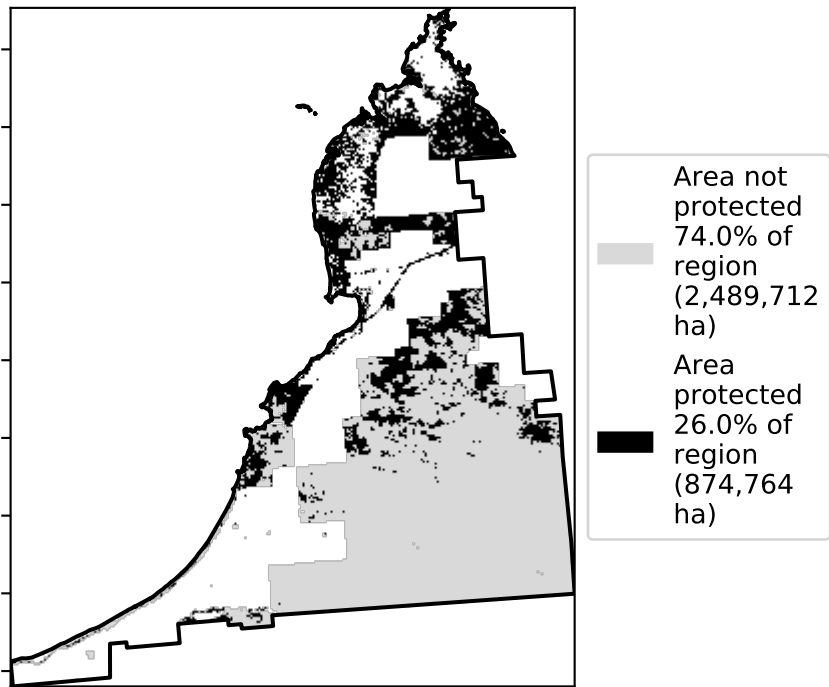 Area not
protected
74.0% of
region
(2,489,712
ha)
Area
protected
26.0% of
region
(874,764
ha)